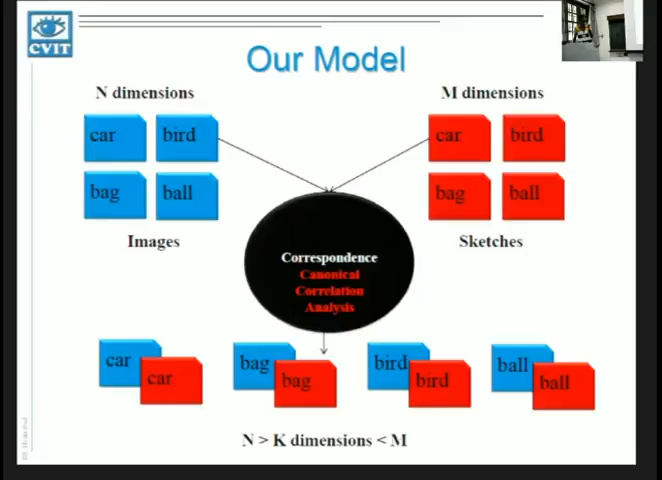 CVIT
Our Model
N dimensions
M dimensions
car bird
car bird
bag ball
bag ball
Images
Sketches
Correspondence
Canonical
Correlation
Analysis
car bag bird ball
car bag bird ball
N > K dimensions < M